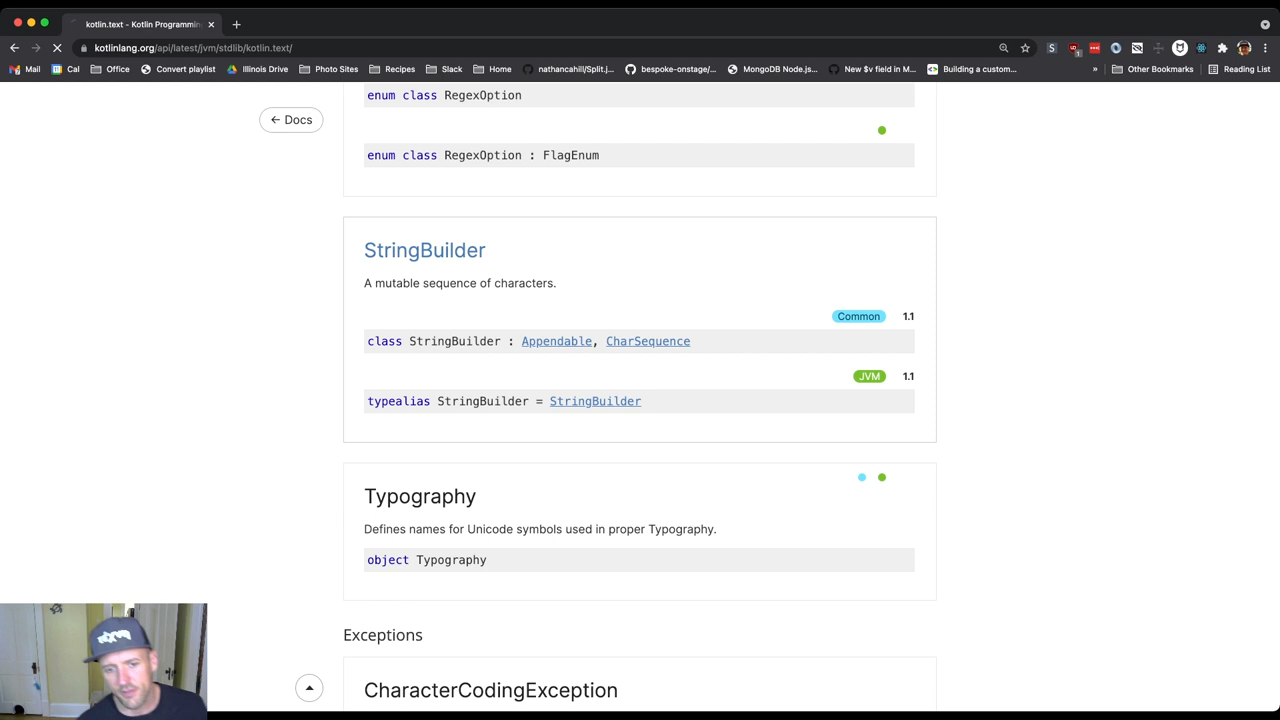 kotlin.text - Kotlin Programmin
kotlinlang.org/api/latest/jvm/stdlib/kotlin.text/
Mail Cal Office Convert playlist Illinois Drive Photo Sites Recipes Slack Home nathancahill/Split.j... bespoke-onstage/... MongoDB Node.js... New $v field in M... Building a custom... » Other Bookmarks Reading List
enum class RegexOption
← Docs
enum class RegexOption : FlagEnum
StringBuilder
A mutable sequence of characters.
Common 1.1
class StringBuilder : Appendable, CharSequence
JVM 1.1
typealias StringBuilder = StringBuilder
Typography
Defines names for Unicode symbols used in proper Typography.
object Typography
Exceptions
CharacterCodingException